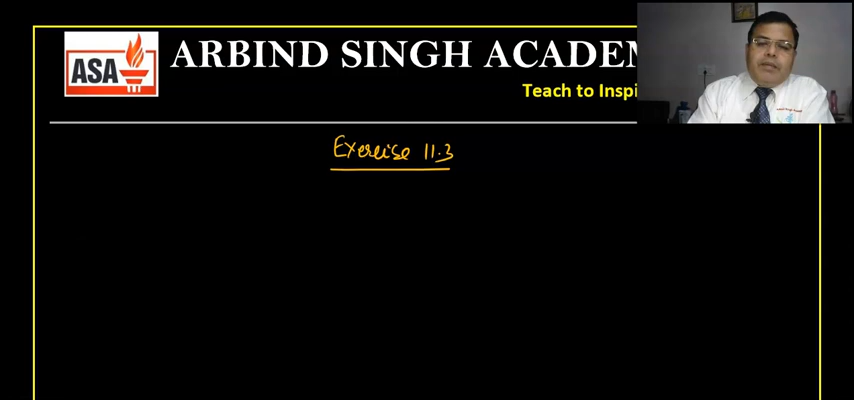 ASA
ARBIND SINGH ACADEM
Teach to Inspi
Exercise 11.3